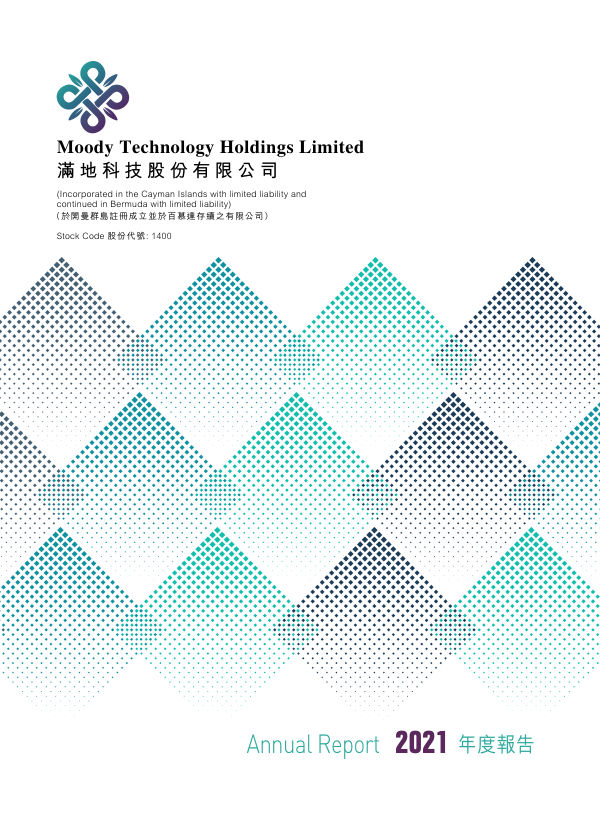 Moody Technology Holdings Limited
滿地科技股份有限公司
(Incorporated in the Cayman Islands with limited liability and
continued in Bermuda with limited liability)
(於開曼群島註冊成立並於百慕達存續之有限公司)
Stock Code 股份代號: 1400
Annual Report 2021 年度報告